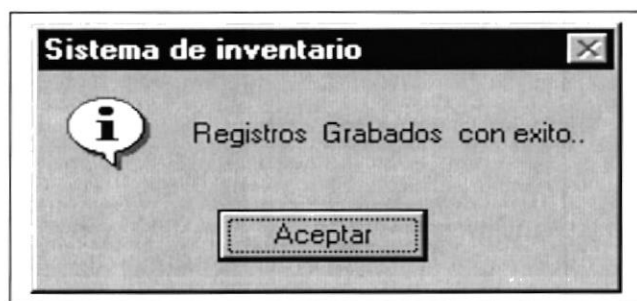 Sistema de inventario
Registros Grabados con exito..
Aceptar